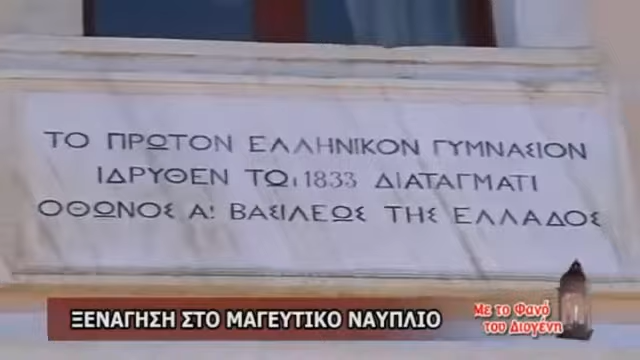 ΤΟ ΠΡΩΤΟΝ ΕΛΛΗΝΙΚΟΝ ΓΥΜΝΑΣΙΟΝ
ΙΔΡΥΘΕΝ ΤΩι 1833 ΔΙΑΤΑΓΜΑΤΙ
ΟΘΩΝΟΣ Α! ΒΑΣΙΛΕΩΣ ΤΗΣ ΕΛΛΑΔΟΣ
ΞΕΝΑΓΗΣΗ ΣΤΟ ΜΑΓΕΥΤΙΚΟ ΝΑΥΠΛΙΟ
Με το Φανό
του Διογένη